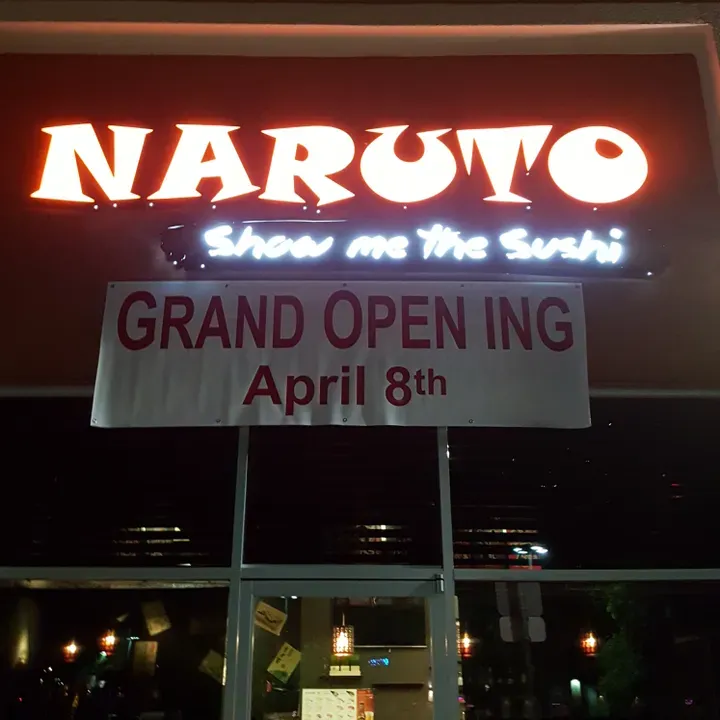 NARUTO
Show me the Sushi
GRAND OPEN ING
April 8th